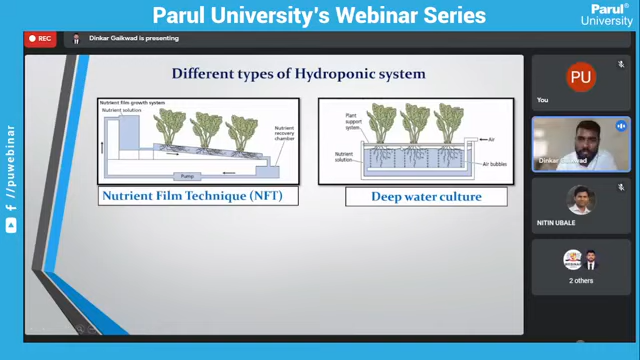 Parul University's Webinar Series
Parul®
University
REC
Dinkar Gaikwad is presenting
Different types of Hydroponic system
Nutrient film growth system
Nutrient solution
Nutrient
recovery
chamber
Pump
Nutrient Film Technique (NFT)
Plant
support
system
Nutrient
solution
Air
Air bubbles
Deep water culture
PU
You
Dinkar Gaikwad
NITIN UBALE
2 others
/puwebinar